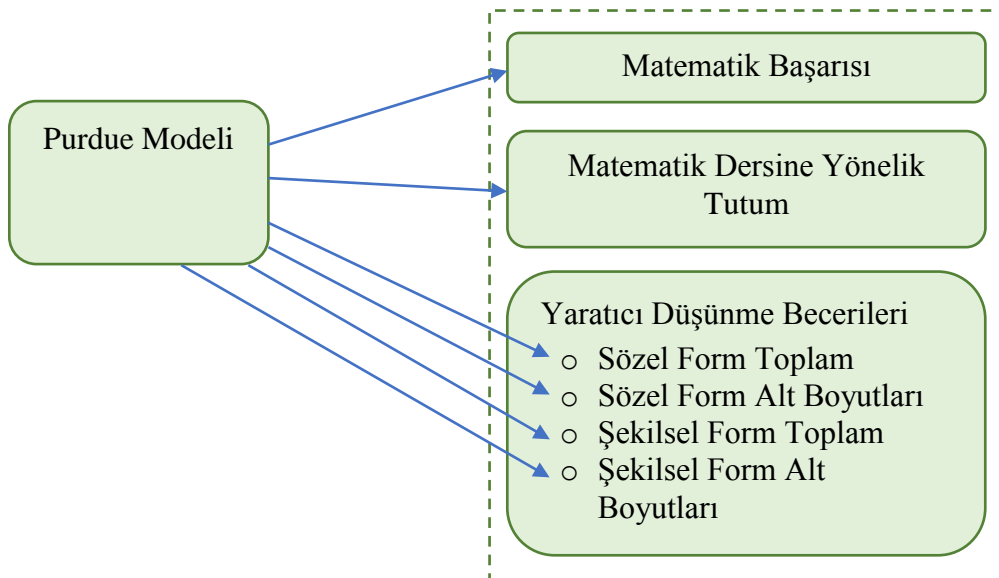 Purdue Modeli
Matematik Başarısı
Matematik Dersine Yönelik
Tutum
Yaratıcı Düşünme Becerileri
o Sözel Form Toplam
o Sözel Form Alt Boyutları
o Şekilsel Form Toplam
o Şekilsel Form Alt
Boyutları